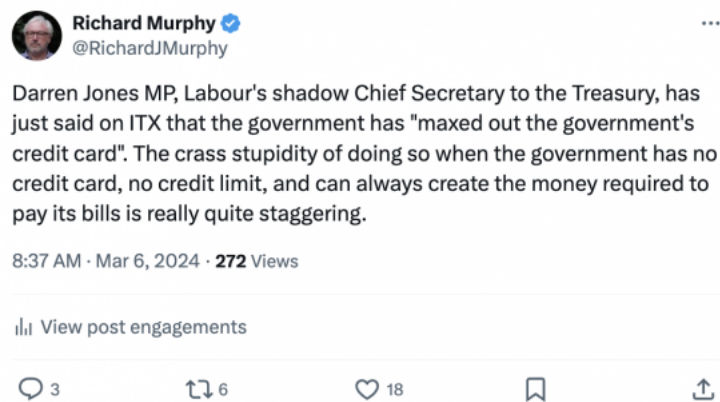 Richard Murphy
@RichardJMurphy
Darren Jones MP, Labour's shadow Chief Secretary to the Treasury, has
just said on ITX that the government has "maxed out the government's
credit card". The crass stupidity of doing so when the government has no
credit card, no credit limit, and can always create the money required to
pay its bills is really quite staggering.
8:37 AM · Mar 6, 2024 · 272 Views
View post engagements
3 6 18